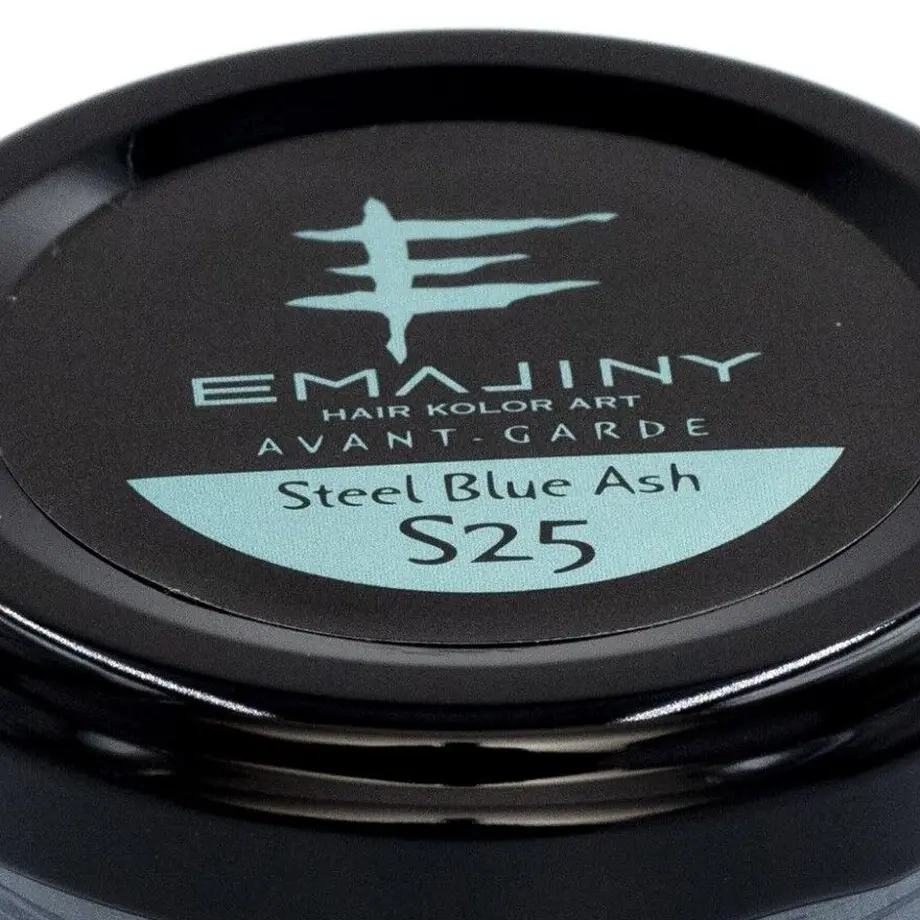 EMAJINY
HAIR KOLOR ART
AVANT-GARDE
Steel Blue Ash
S25